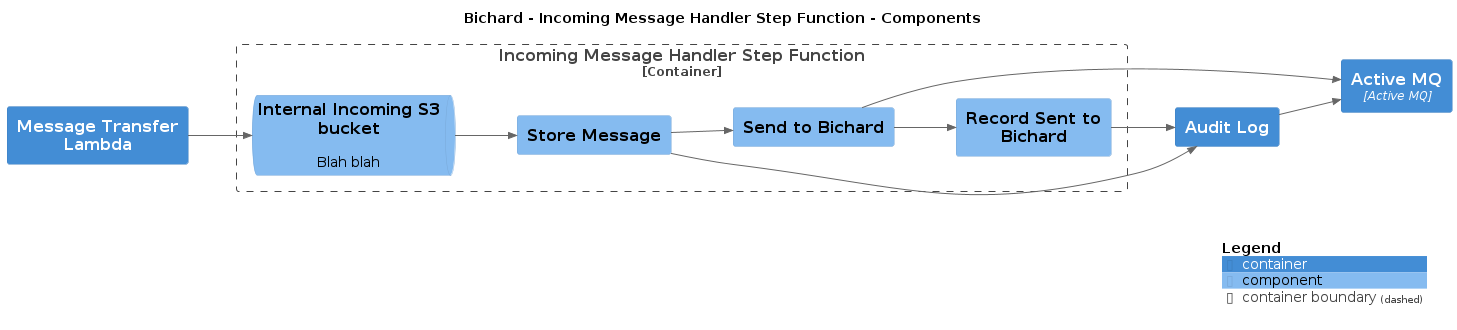 Bichard - Incoming Message Handler Step Function - Components
Incoming Message Handler Step Function
[Container]
Message Transfer
Lambda
Internal Incoming S3
bucket
Blah blah
Store Message
Send to Bichard
Record Sent to
Bichard
Audit Log
Active MQ
[Active MQ]
Legend
container
component
container boundary (dashed)